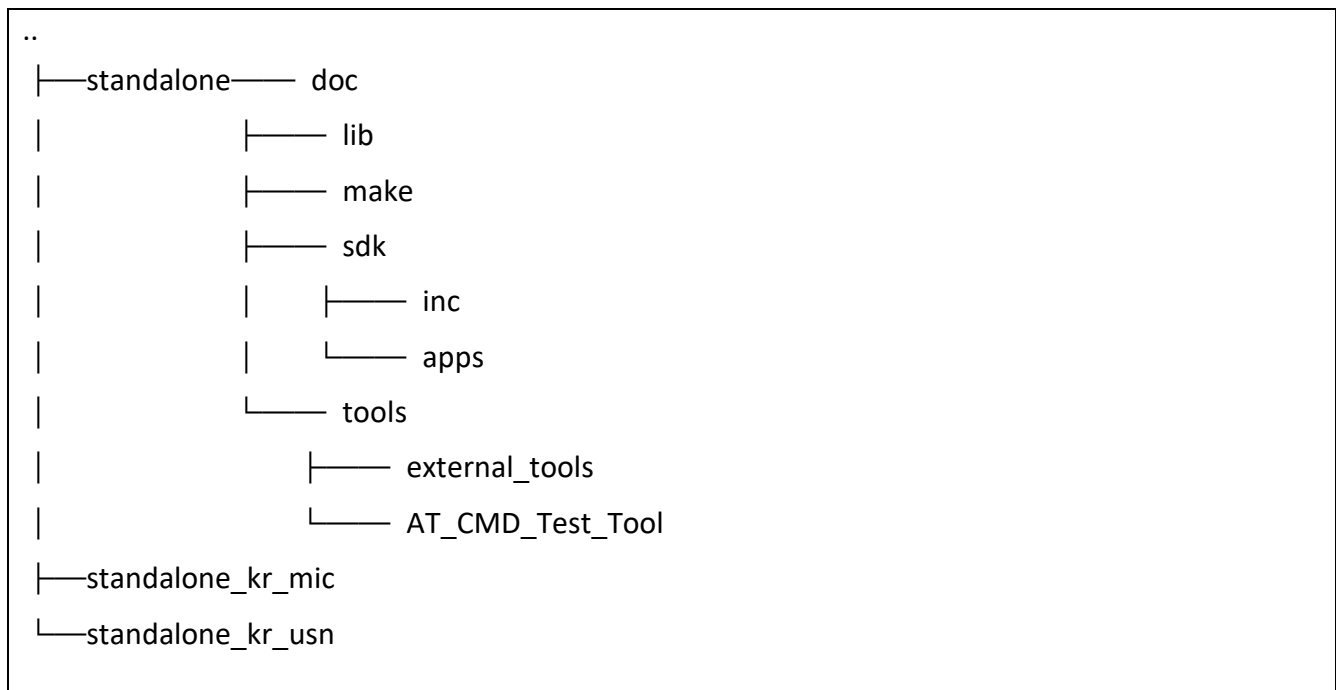 ..
├──standalone─── doc
│ ├─── lib
│ ├─── make
│ ├─── sdk
│ │ ├─── inc
│ │ └─── apps
│ └─── tools
│ ├─── external_tools
│ └─── AT_CMD_Test_Tool
├──standalone_kr_mic
└──standalone_kr_usn